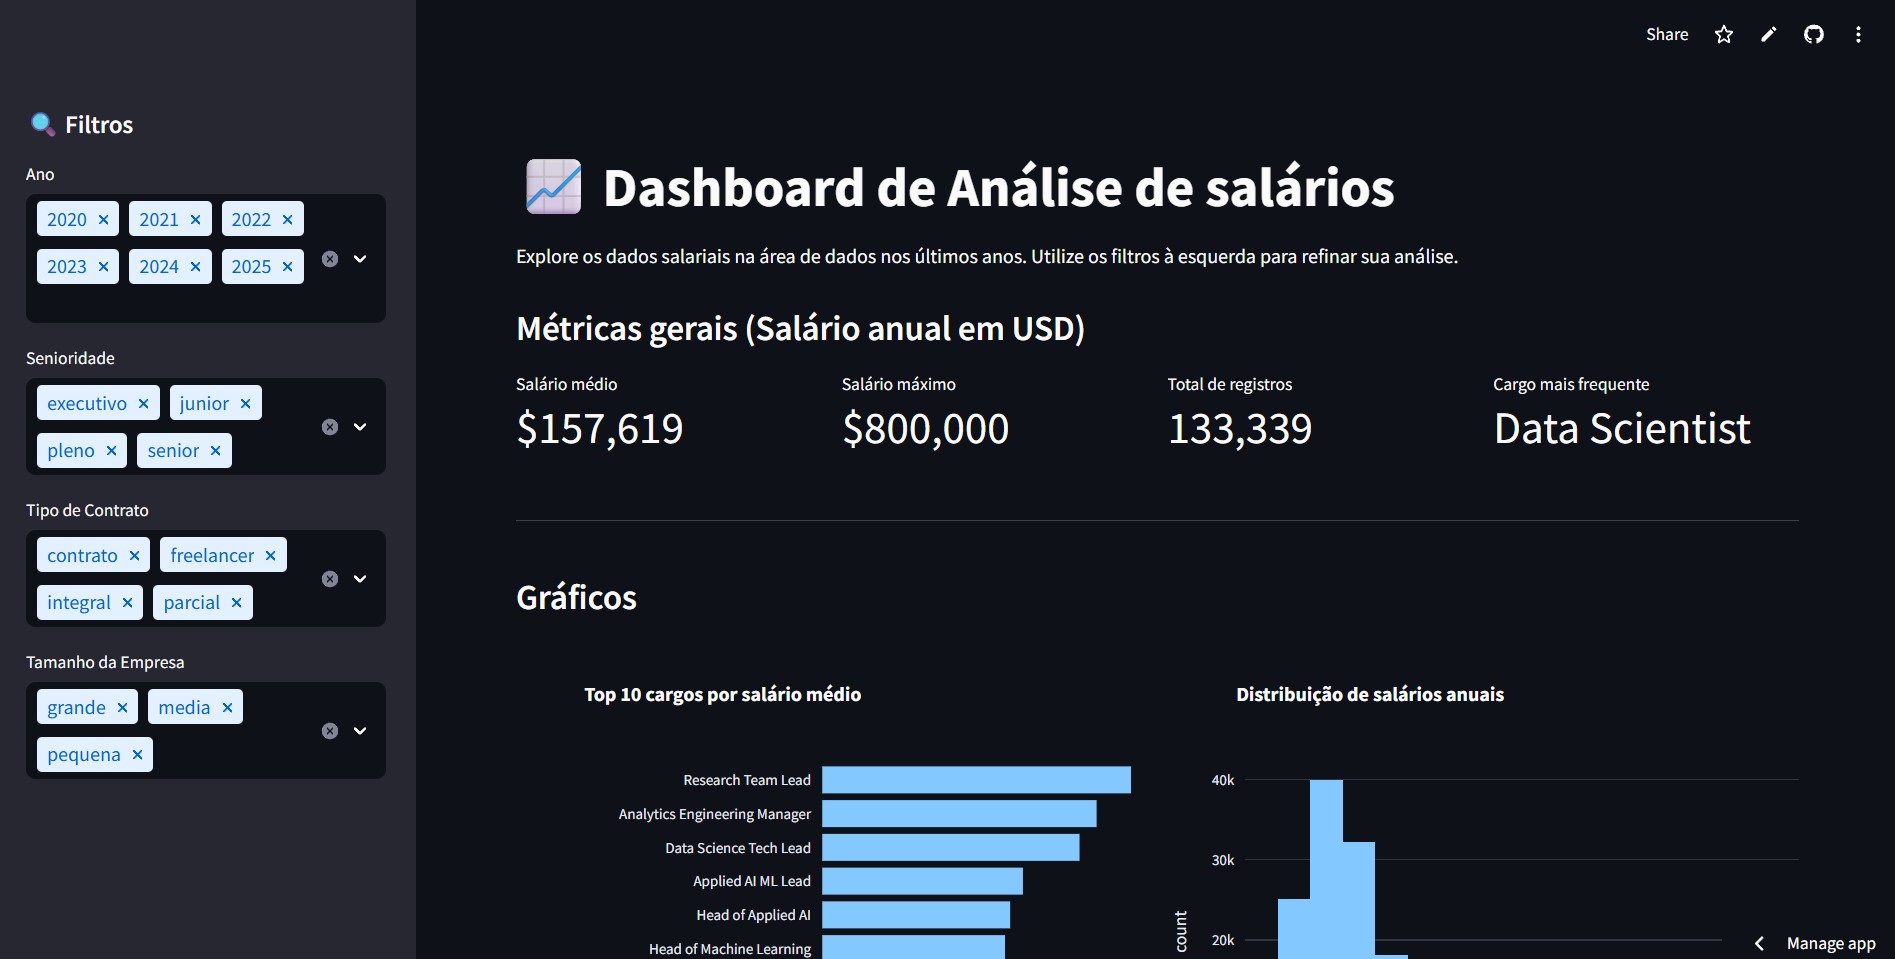 Share
Filtros
Ano
2020 2021 2022
2023 2024 2025
Senioridade
executivo junior
pleno senior
Tipo de Contrato
contrato freelancer
integral parcial
Tamanho da Empresa
grande media
pequena
Dashboard de Análise de salários
Explore os dados salariais na área de dados nos últimos anos. Utilize os filtros à esquerda para refinar sua análise.
Métricas gerais (Salário anual em USD)
Salário médio
$157,619
Salário máximo
$800,000
Total de registros
133,339
Cargo mais frequente
Data Scientist
Gráficos
Top 10 cargos por salário médio
Research Team Lead
Analytics Engineering Manager
Data Science Tech Lead
Applied AI ML Lead
Head of Applied AI
Head of Machine Learning
Distribuição de salários anuais
40k
30k
20k
count
Manage app